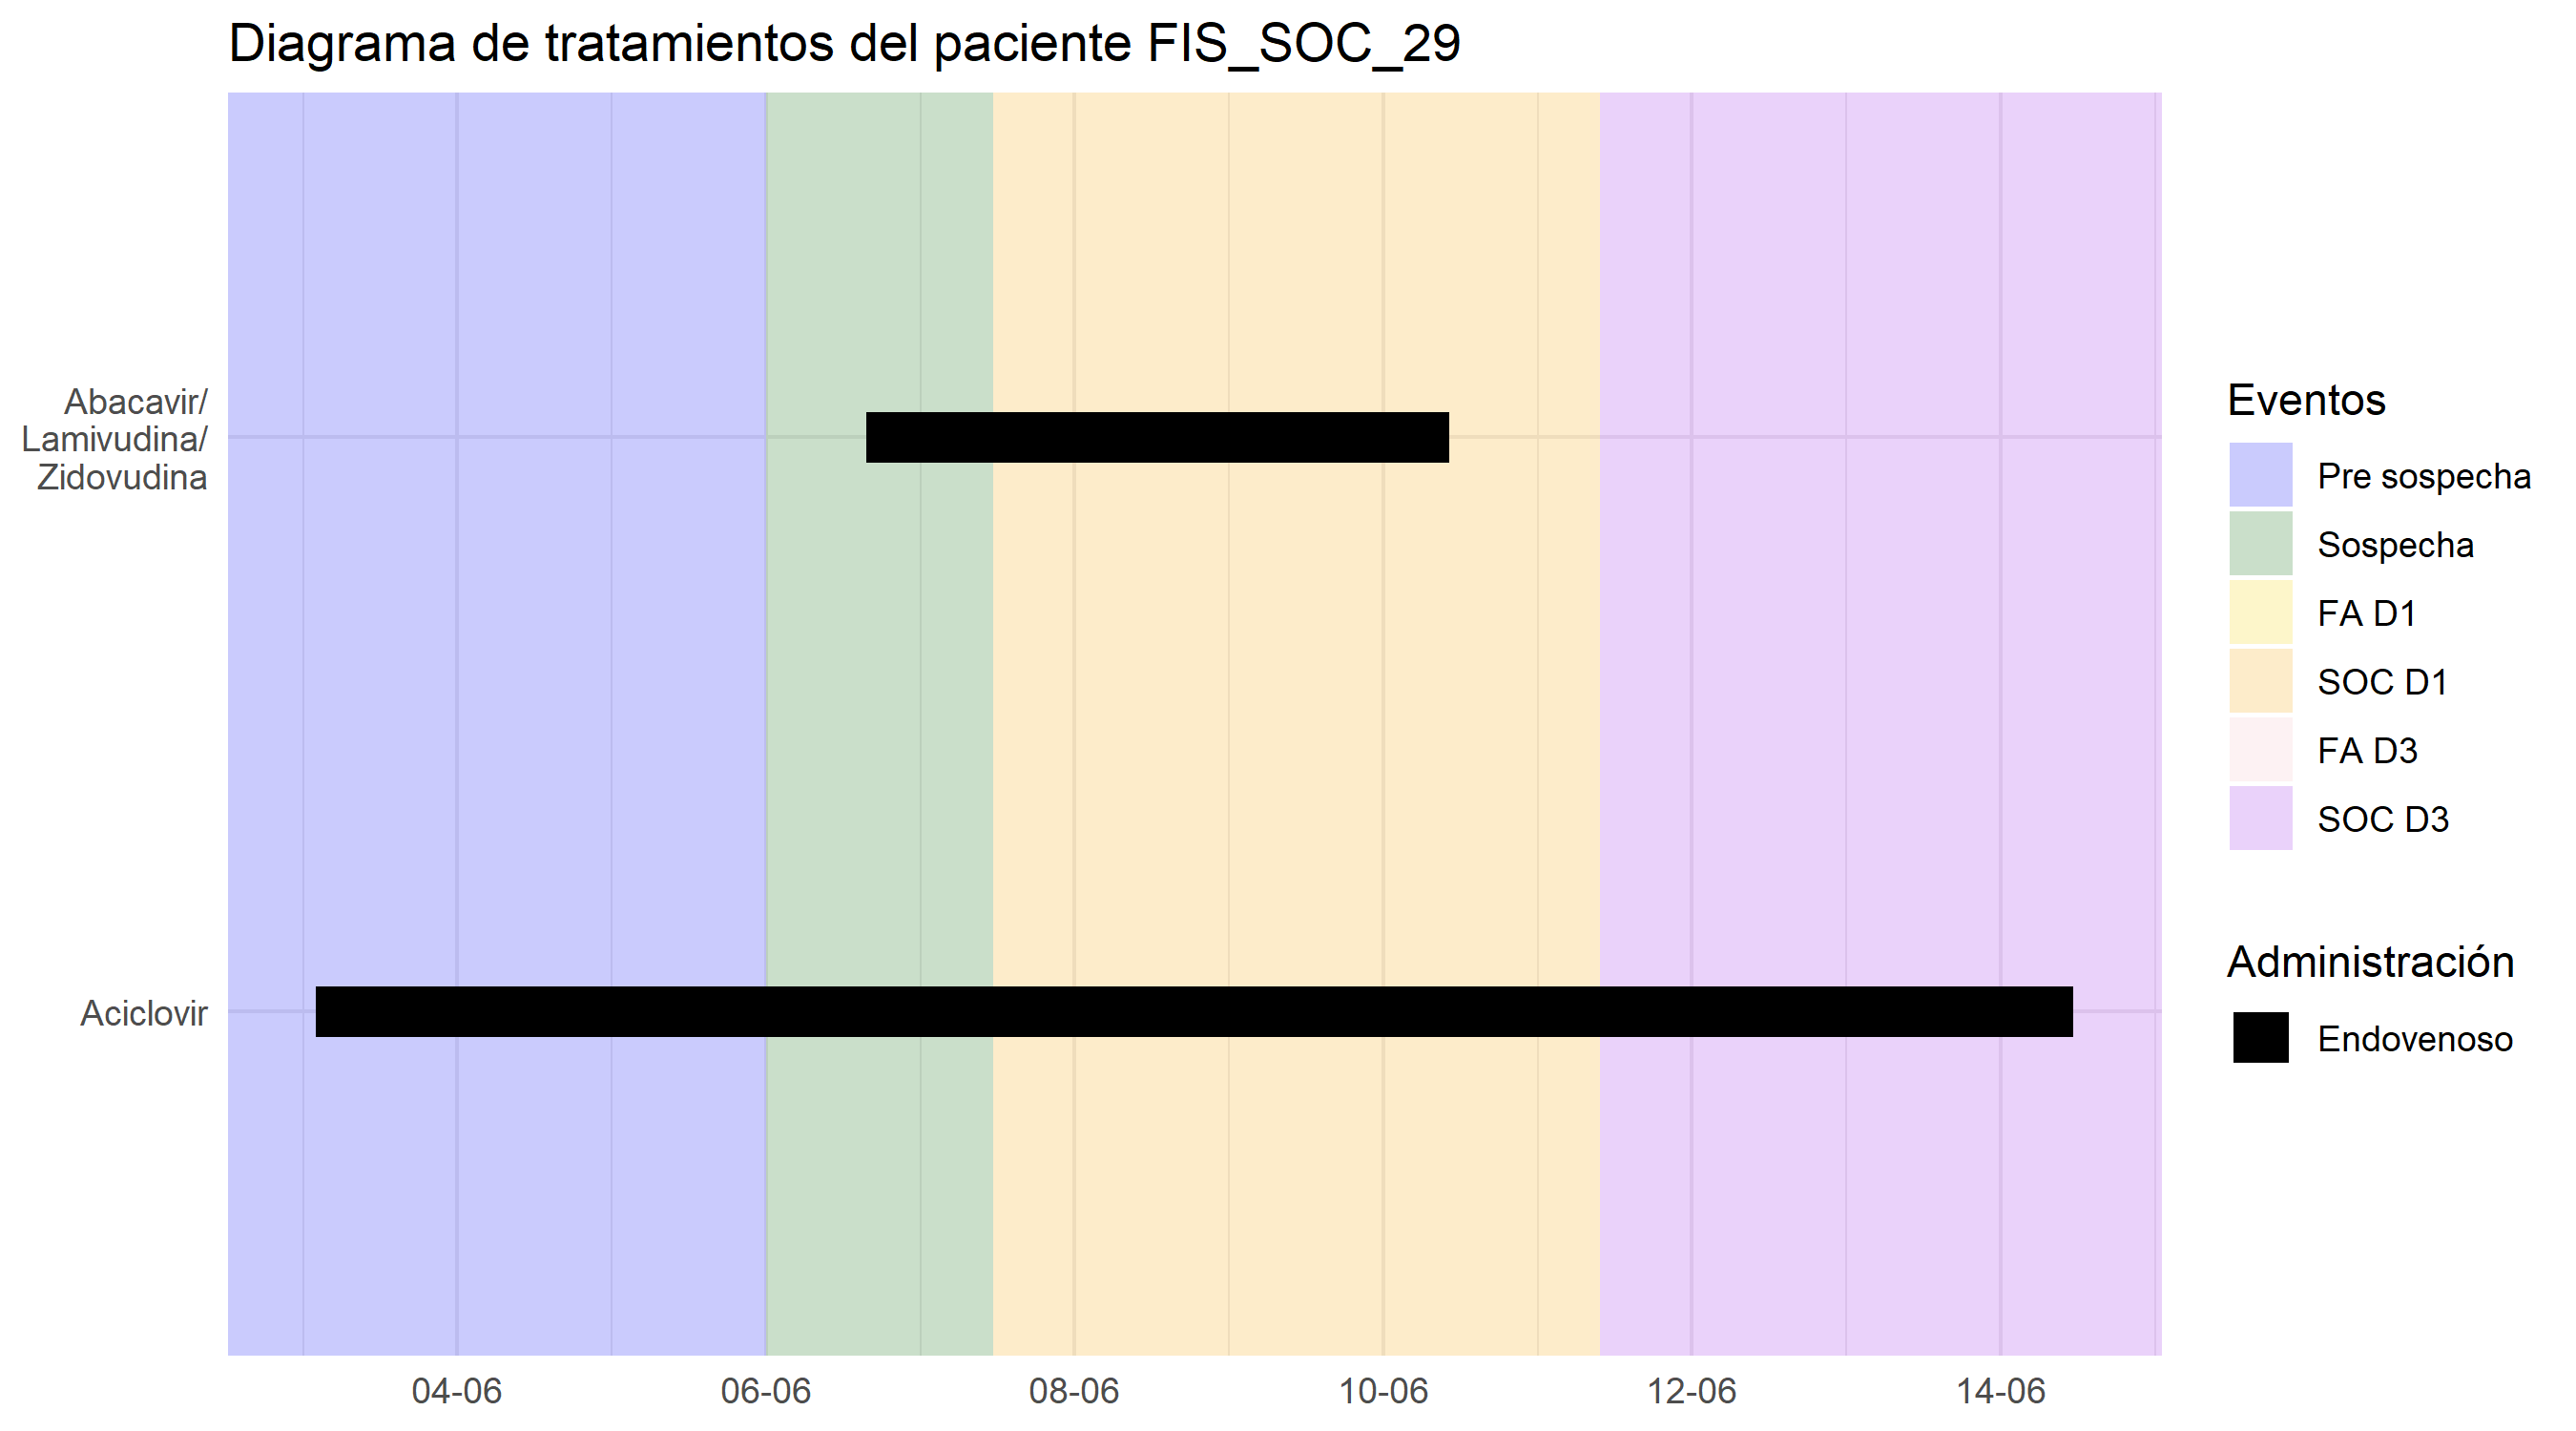 Diagrama de tratamientos del paciente FIS_SOC_29
Abacavir/
Lamivudina/
Zidovudina
Aciclovir
04-06
06-06
08-06
10-06
12-06
14-06
Eventos
Pre sospecha
Sospecha
FA D1
SOC D1
FA D3
SOC D3
Administración
Endovenoso